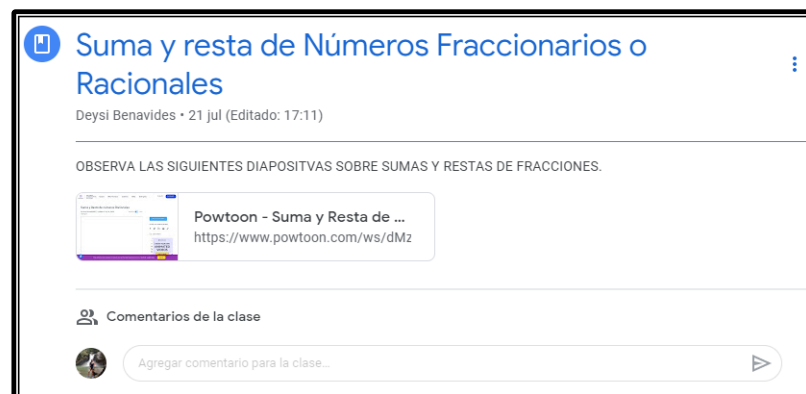 Suma y resta de Números Fraccionarios o
Racionales
Deysi Benavides • 21 jul (Editado: 17:11)
OBSERVA LAS SIGUIENTES DIAPOSITVAS SOBRE SUMAS Y RESTAS DE FRACCIONES.
Powtoon - Suma y Resta de ...
https://www.powtoon.com/ws/dMz
Comentarios de la clase
Agregar comentario para la clase...